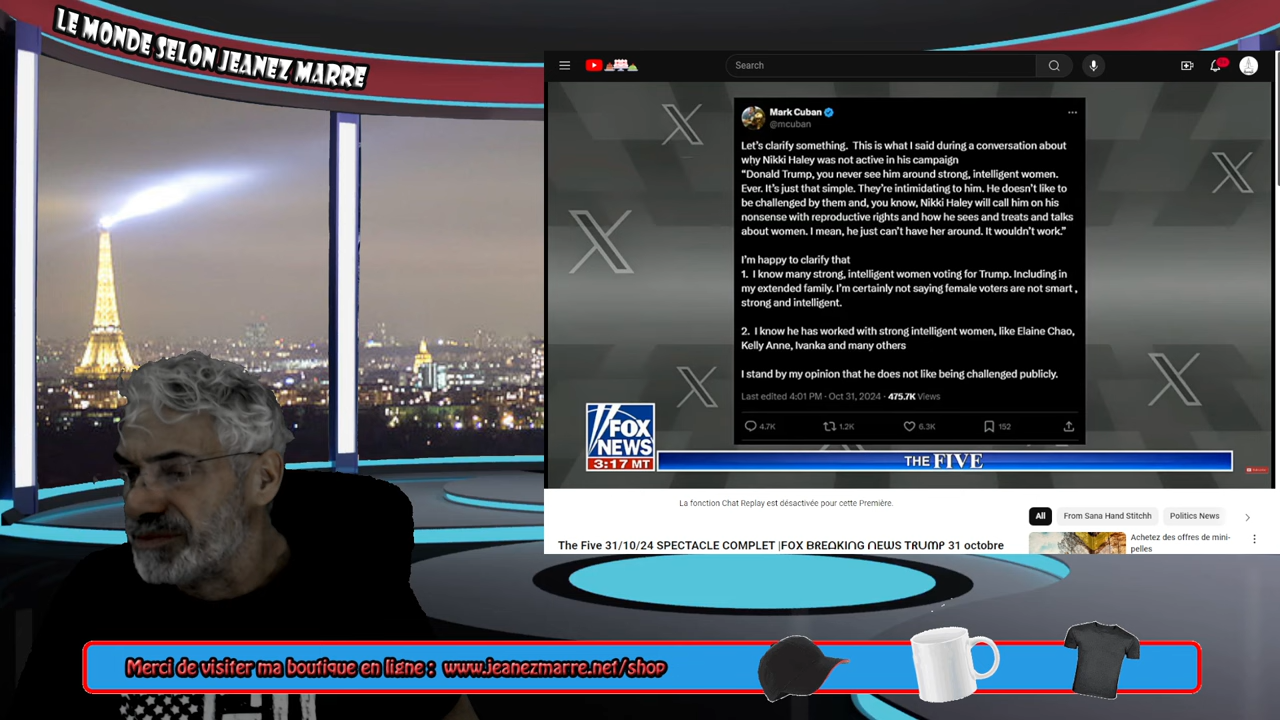 LE MONDE SELON JEANEZ MARRE
Search
Mark Cuban
@mcuban
Let's clarify something. This is what I said during a conversation about
why Nikki Haley was not active in his campaign
"Donald Trump, you never see him around strong, intelligent women.
Ever. It's just that simple. They're intimidating to him. He doesn't like to
be challenged by them and, you know, Nikki Haley will call him on his
nonsense with reproductive rights and how he sees and treats and talks
about women. I mean, he just can't have her around. It wouldn't work."
I'm happy to clarify that
1. I know many strong, intelligent women voting for Trump. Including in
my extended family. I'm certainly not saying female voters are not smart ,
strong and intelligent.
2. I know he has worked with strong intelligent women, like Elaine Chao,
Kelly Anne, Ivanka and many others
I stand by my opinion that he does not like being challenged publicly.
Last edited 4:01 PM · Oct 31, 2024 · 475.7K Views
4.7K 1.2K 6.3K 152
FOX
NEWS
3:17 MT
THE FIVE
La fonction Chat Replay est désactivée pour cette Première.
All From Sana Hand Stitchh Politics News
The Five 31/10/24 SPECTACLE COMPLET |FOX BREAKING NEWS TRUMP 31 octobre
Achetez des offres de mini-
pelles
Merci de visiter ma boutique en ligne : www.jeanezmarre.net/shop